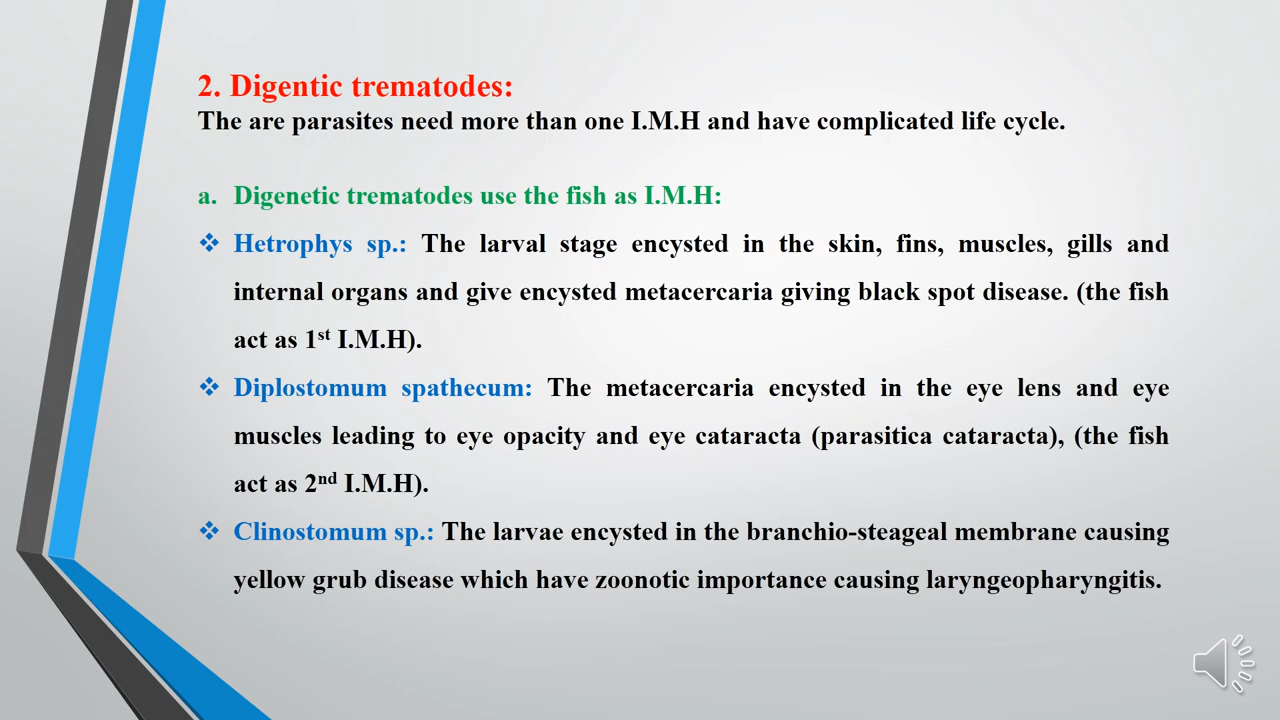 2. Digentic trematodes:
The are parasites need more than one I.M.H and have complicated life cycle.
a. Digenetic trematodes use the fish as I.M.H:
❖ Hetrophys sp.: The larval stage encysted in the skin, fins, muscles, gills and
internal organs and give encysted metacercaria giving black spot disease. (the fish
act as 1st I.M.H).
❖ Diplostomum spathecum: The metacercaria encysted in the eye lens and eye
muscles leading to eye opacity and eye cataracta (parasitica cataracta), (the fish
act as 2nd I.M.H).
❖ Clinostomum sp.: The larvae encysted in the branchio-steageal membrane causing
yellow grub disease which have zoonotic importance causing laryngeopharyngitis.